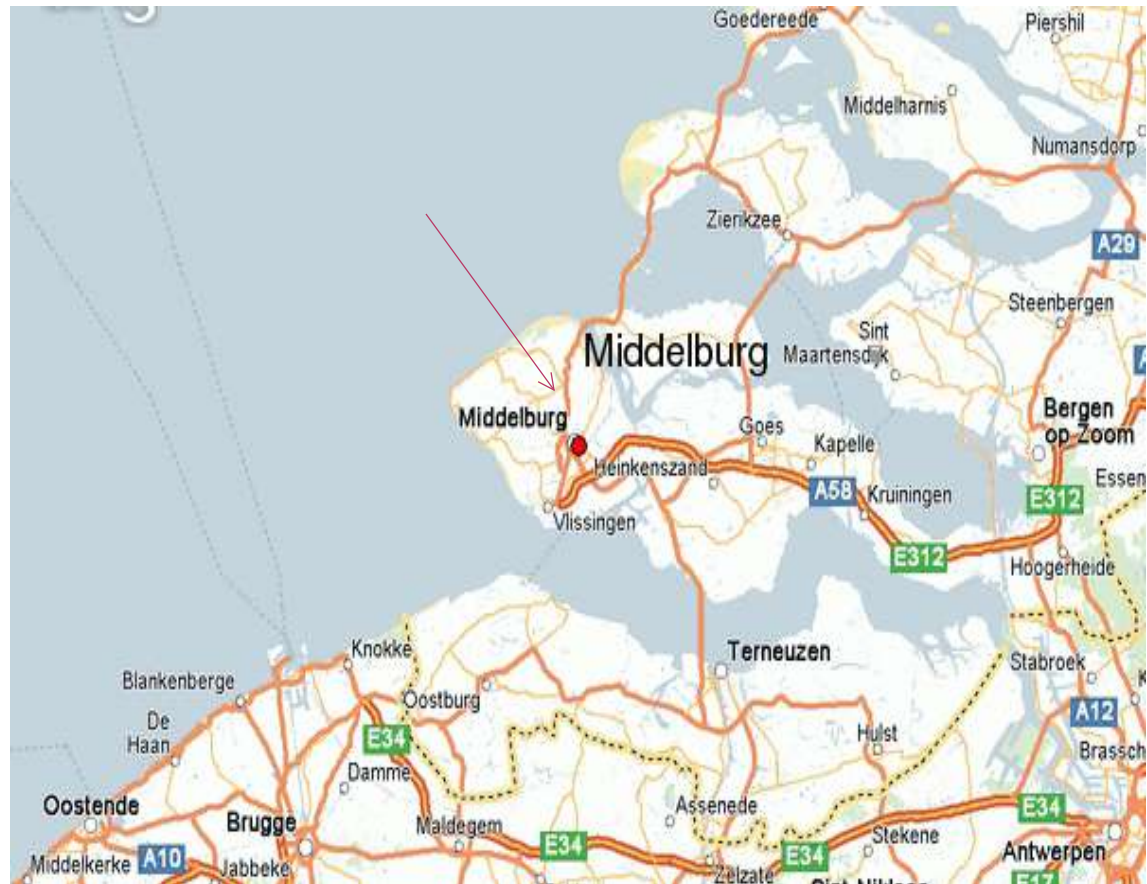 Goedereede
Piershil
Middelharnis
Numansdorp
Zierikzee
A29
Steenbergen
Sint
Maartensdijk
Middelburg
Middelburg
Bergen
op Zoom
Goes
Kapelle
Heinkenszand
Essen
A58
Kruiningen
E312
Vlissingen
E312
Hoogerheide
Knokke
Terneuzen
Stabroek
Blankenberge
Oostburg
A12
De
Haan
E34
Hulst
Brassch
Damme
Oostende
Brugge
Maldegem
Assenede
E34
Stekene
Middelkerke
A10
Jabbeke
E34
E34
Antwerpen
Zelzate
E17